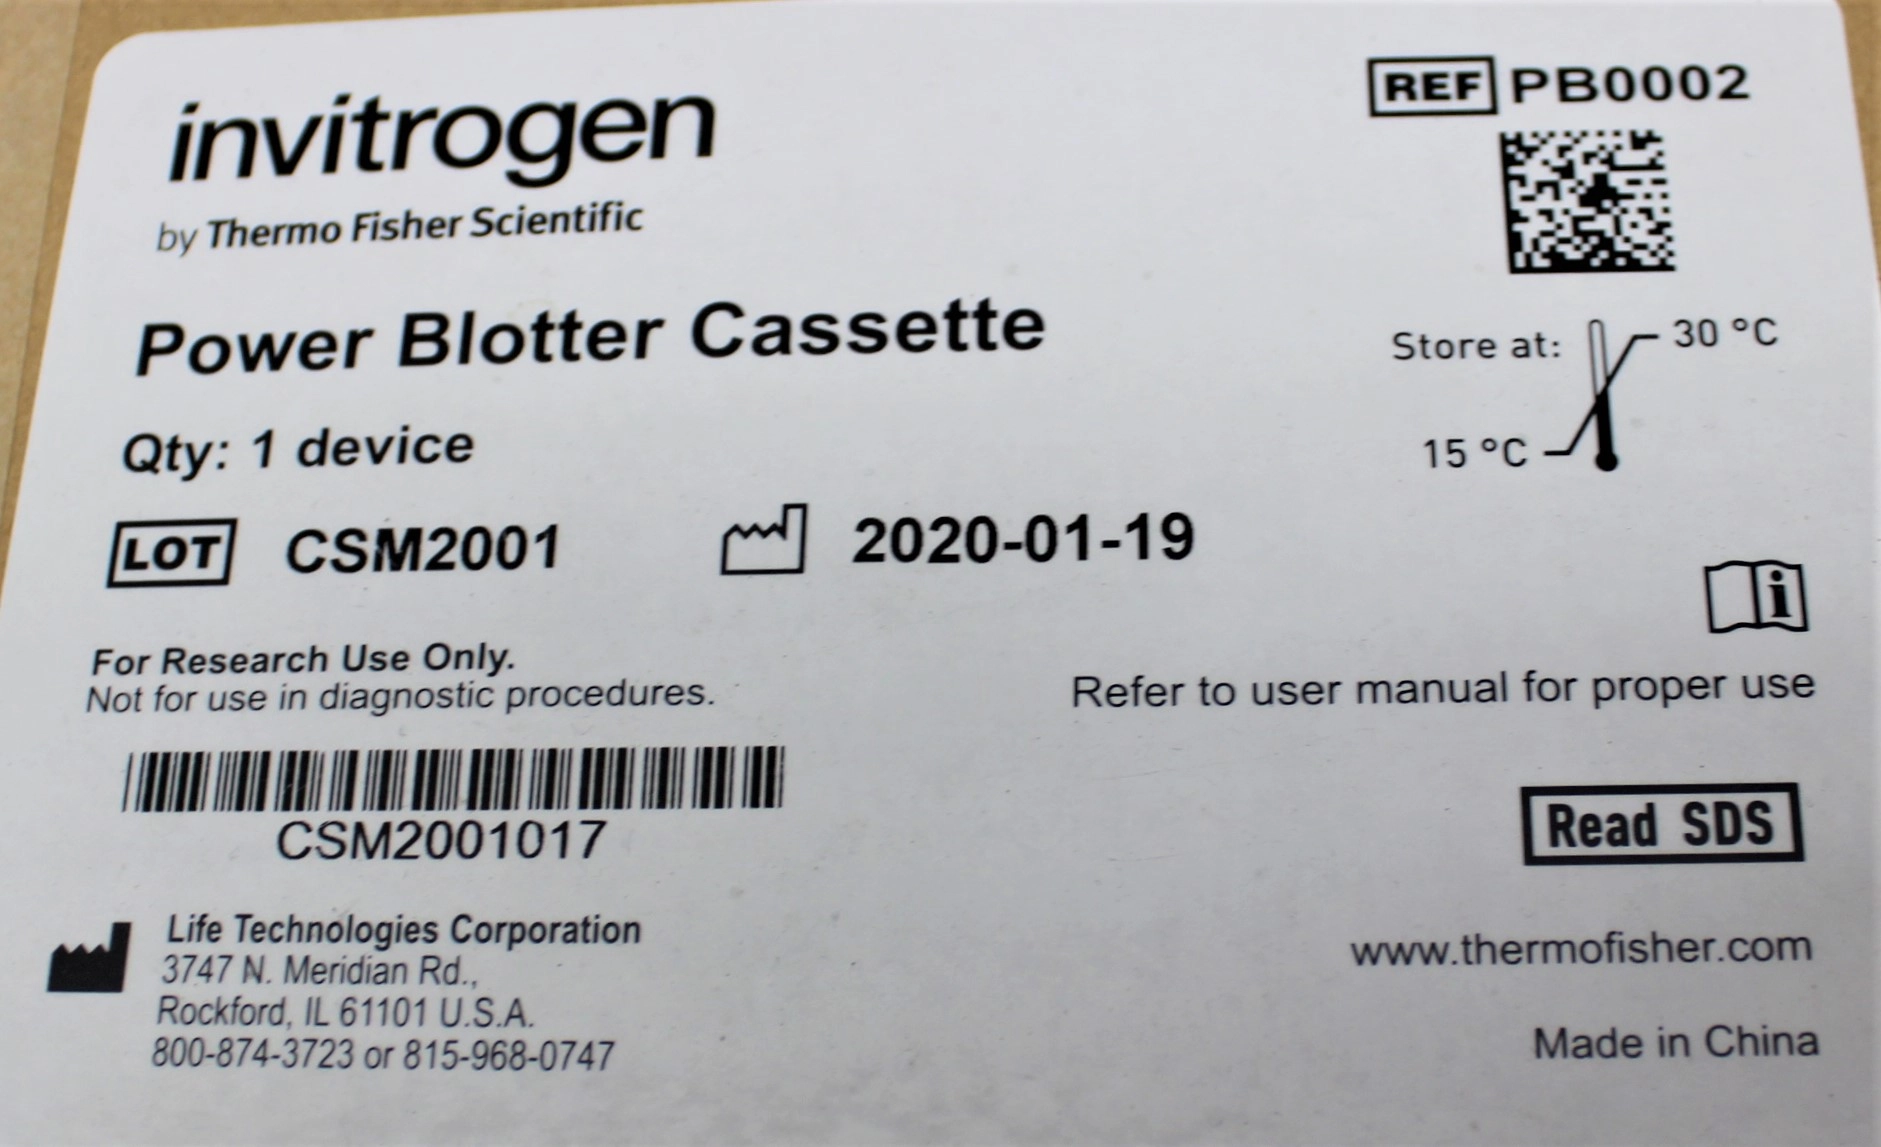 invitrogen
by Thermo Fisher Scientific
REF PB0002
Power Blotter Cassette
Store at: 30 °C
15 °C
Qty: 1 device
LOT CSM2001 2020-01-19
i
For Research Use Only.
Not for use in diagnostic procedures.
Refer to user manual for proper use
CSM2001017
Read SDS
Life Technologies Corporation
3747 N. Meridian Rd.,
Rockford, IL 61101 U.S.A.
800-874-3723 or 815-968-0747
www.thermofisher.com
Made in China